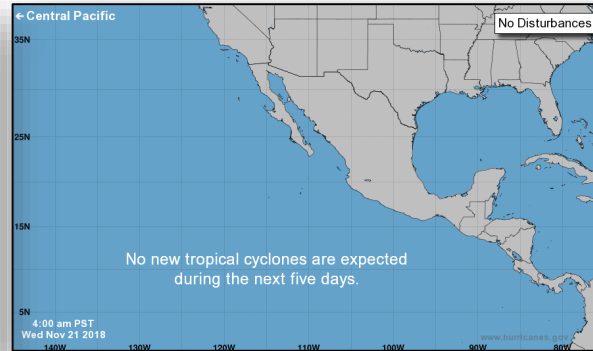 ← Central Pacific
No Disturbances
35N
25N
15N
No new tropical cyclones are expected
during the next five days.
5N
4:00 am PST
Wed Nov 21 2018
www.hurricanes.gov
140W 130W 120W 110W 100W 90W 80W